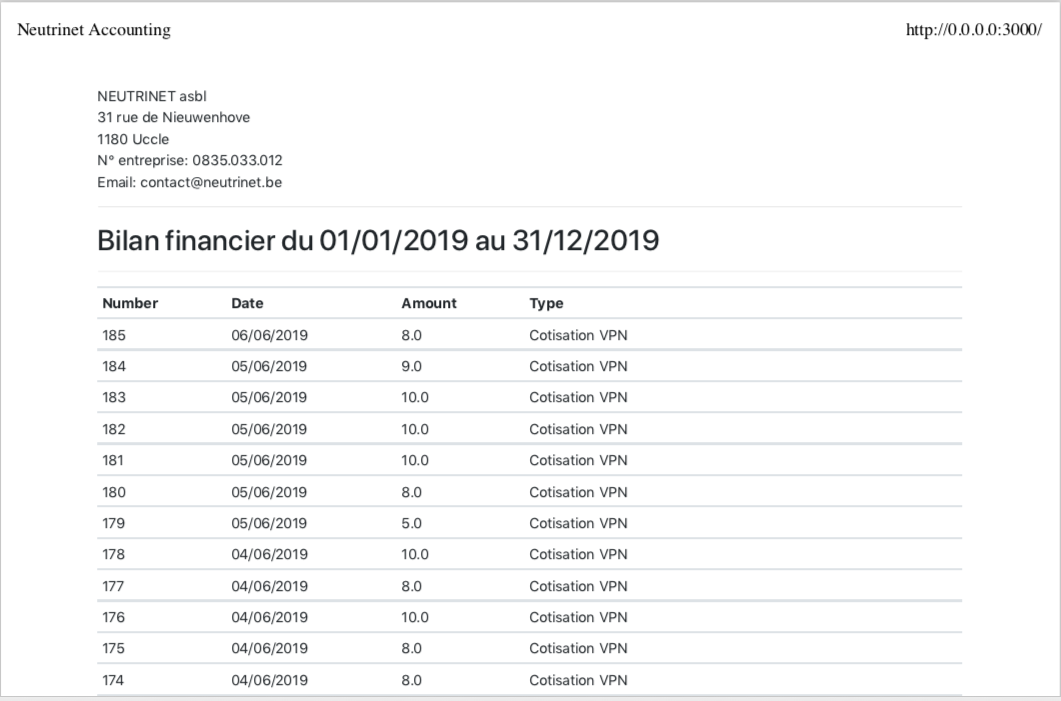 Neutrinet Accounting http://0.0.0.0:3000/
NEUTRINET asbl
31 rue de Nieuwenhove
1180 Uccle
N° entreprise: 0835.033.012
Email: contact@neutrinet.be
Bilan financier du 01/01/2019 au 31/12/2019
Number Date Amount Type
185 06/06/2019 8.0 Cotisation VPN
184 05/06/2019 9.0 Cotisation VPN
183 05/06/2019 10.0 Cotisation VPN
182 05/06/2019 10.0 Cotisation VPN
181 05/06/2019 10.0 Cotisation VPN
180 05/06/2019 8.0 Cotisation VPN
179 05/06/2019 5.0 Cotisation VPN
178 04/06/2019 10.0 Cotisation VPN
177 04/06/2019 8.0 Cotisation VPN
176 04/06/2019 10.0 Cotisation VPN
175 04/06/2019 8.0 Cotisation VPN
174 04/06/2019 8.0 Cotisation VPN